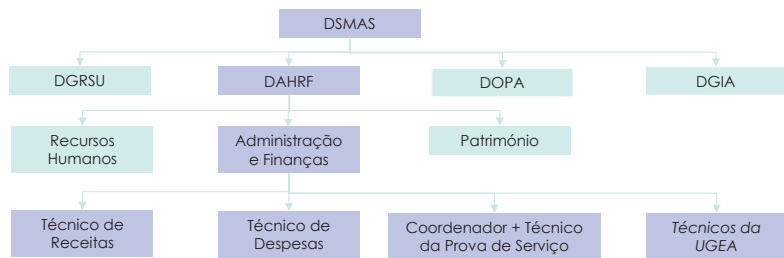 DSMAS
DGRSU
DAHRF
DOPA
DGIA
Recursos
Humanos
Administração
e Finanças
Património
Técnico de
Receitas
Técnico de
Despesas
Coordenador + Técnico
da Prova de Serviço
Técnicos da
UGEA